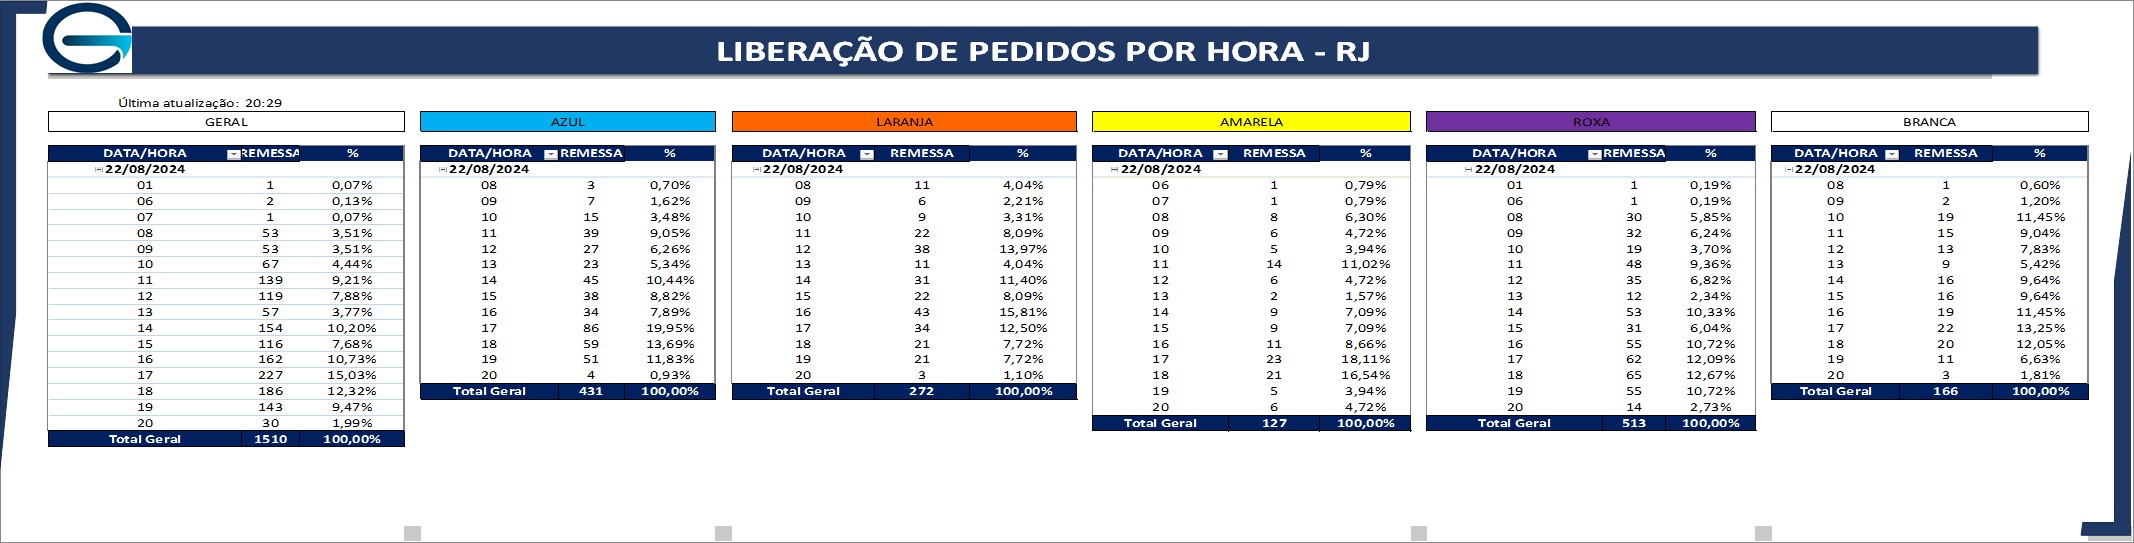 LIBERAÇÃO DE PEDIDOS POR HORA - RJ
Última atualização: 20:29
GERAL
DATA/HORA REMESSA %
22/08/2024
01 1 0,07%
06 2 0,13%
07 1 0,07%
08 53 3,51%
09 53 3,51%
10 67 4,44%
11 139 9,21%
12 119 7,88%
13 57 3,77%
14 154 10,20%
15 116 7,68%
16 162 10,73%
17 227 15,03%
18 186 12,32%
19 143 9,47%
20 30 1,99%
Total Geral 1510 100,00%
AZUL
DATA/HORA REMESSA %
22/08/2024
08 3 0,70%
09 7 1,62%
10 15 3,48%
11 39 9,05%
12 27 6,26%
13 23 5,34%
14 45 10,44%
15 38 8,82%
16 34 7,89%
17 86 19,95%
18 59 13,69%
19 51 11,83%
20 4 0,93%
Total Geral 431 100,00%
LARANJA
DATA/HORA REMESSA %
22/08/2024
08 11 4,04%
09 6 2,21%
10 9 3,31%
11 22 8,09%
12 38 13,97%
13 11 4,04%
14 31 11,40%
15 22 8,09%
16 43 15,81%
17 34 12,50%
18 21 7,72%
19 21 7,72%
20 3 1,10%
Total Geral 272 100,00%
AMARELA
DATA/HORA REMESSA %
22/08/2024
06 1 0,79%
07 1 0,79%
08 8 6,30%
09 6 4,72%
10 5 3,94%
11 14 11,02%
12 6 4,72%
13 2 1,57%
14 9 7,09%
15 9 7,09%
16 11 8,66%
17 23 18,11%
18 21 16,54%
19 5 3,94%
20 6 4,72%
Total Geral 127 100,00%
ROXA
DATA/HORA REMESSA %
22/08/2024
01 1 0,19%
06 1 0,19%
08 30 5,85%
09 32 6,24%
10 19 3,70%
11 48 9,36%
12 35 6,82%
13 12 2,34%
14 53 10,33%
15 31 6,04%
16 55 10,72%
17 62 12,09%
18 65 12,67%
19 55 10,72%
20 14 2,73%
Total Geral 513 100,00%
BRANCA
DATA/HORA REMESSA %
22/08/2024
08 1 0,60%
09 2 1,20%
10 19 11,45%
11 15 9,04%
12 13 7,83%
13 9 5,42%
14 16 9,64%
15 16 9,64%
16 19 11,45%
17 22 13,25%
18 20 12,05%
19 11 6,63%
20 3 1,81%
Total Geral 166 100,00%